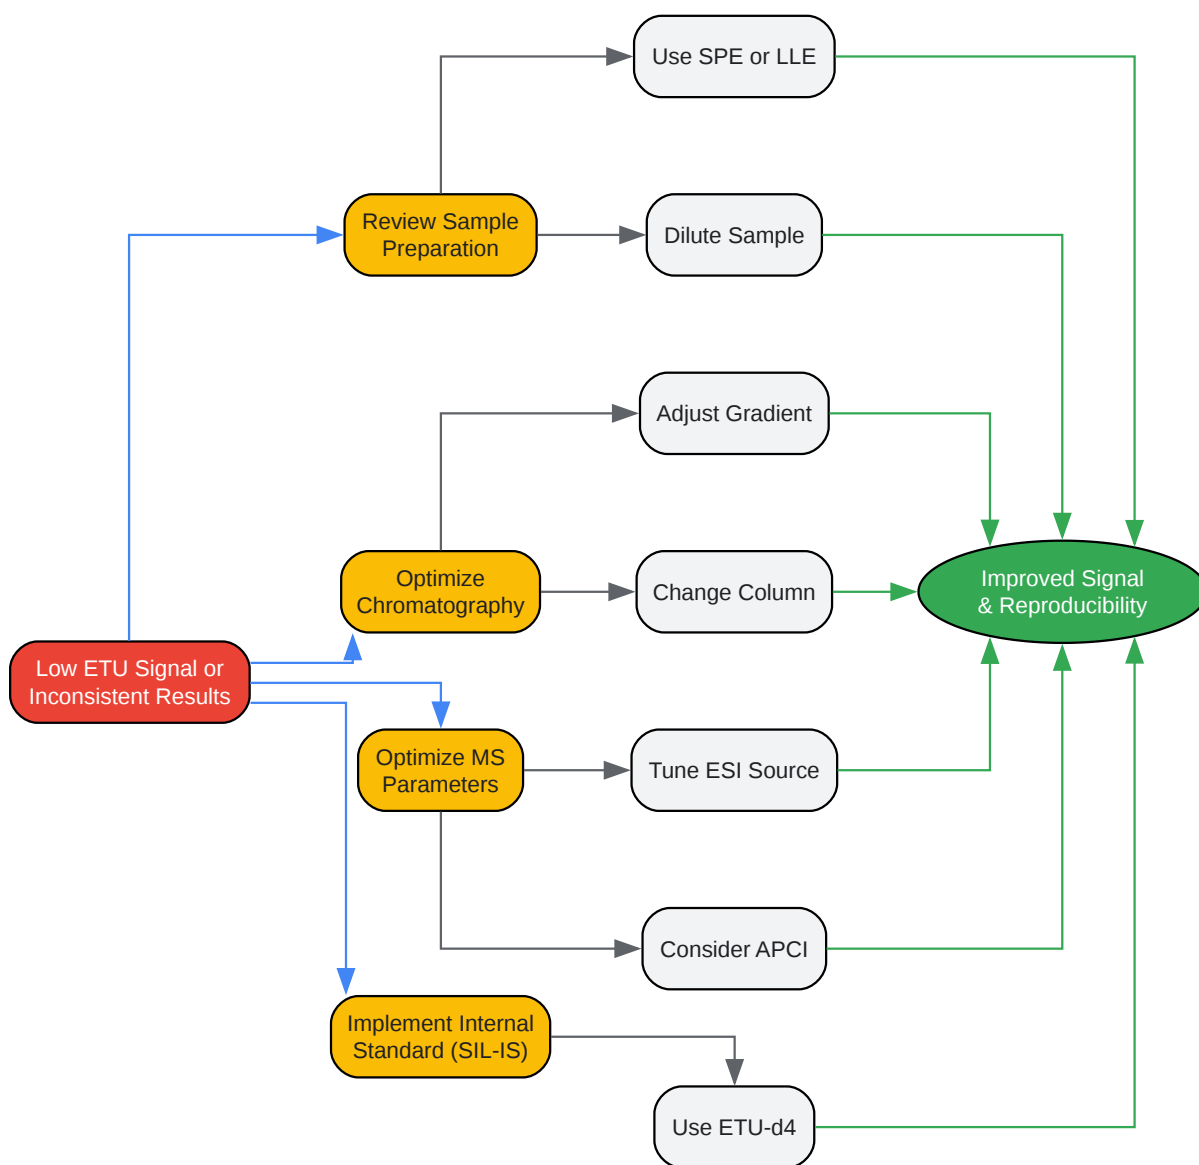 Use SPE or LLE
Review Sample
Preparation
Dilute Sample
Adjust Gradient
Optimize
Chromatography
Change Column
Improved Signal
& Reproducibility
Low ETU Signal or
Inconsistent Results
Optimize MS
Parameters
Tune ESI Source
Consider APCI
Implement Internal
Standard (SIL-IS)
Use ETU-d4